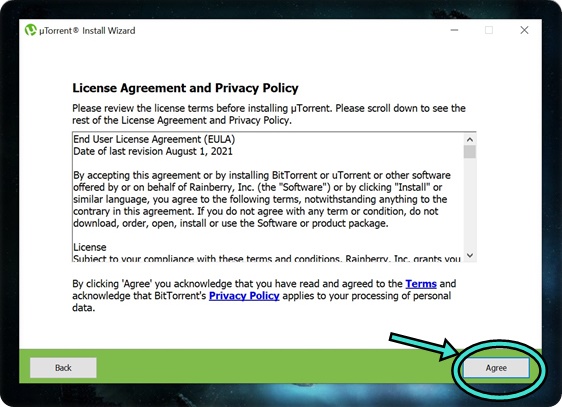 µTorrent® Install Wizard
License Agreement and Privacy Policy
Please review the license terms before installing µTorrent. Please scroll down to see the
rest of the License Agreement and Privacy Policy.
End User License Agreement (EULA)
Date of last revision August 1, 2021
By accepting this agreement or by installing BitTorrent or uTorrent or other software
offered by or on behalf of Rainberry, Inc. (the "Software") or by clicking "Install" or
similar language, you agree to the following terms, notwithstanding anything to the
contrary in this agreement. If you do not agree with any term or condition, do not
download, order, open, install or use the Software or product package.
License
Subject to your compliance with these terms and conditions, Rainberry, Inc. grants you
By clicking 'Agree' you acknowledge that you have read and agreed to the Terms and
acknowledge that BitTorrent's Privacy Policy applies to your processing of personal
data.
Back
Agree